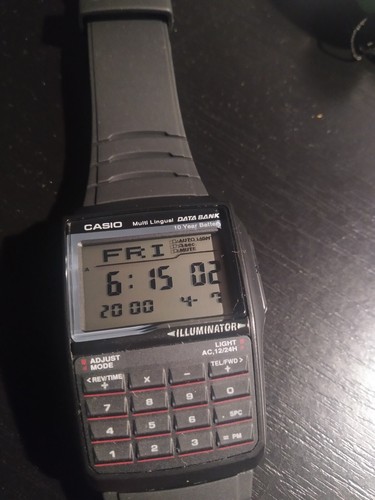 CASIO Multi Lingual DATA BANK
10 Year Battery
FRI
AUTO.LIGHT
MUTE
A
6:15 02
20 00 4- 7
ILLUMINATOR
ADJUST
MODE
LIGHT
AC,12/24H
<REV/TIME
÷
×
−
TEL/FWD>
+
7 8 9 0
4 5 6 . SPC
1 2 3 = PM